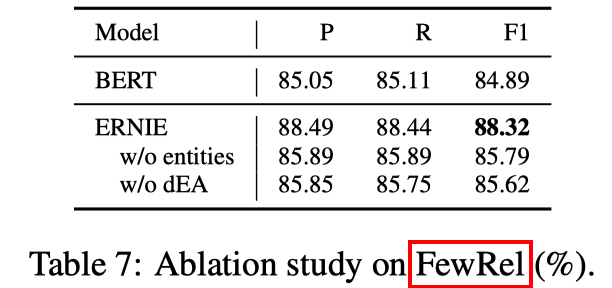 Model P R F1
BERT 85.05 85.11 84.89
ERNIE 88.49 88.44 88.32
w/o entities 85.89 85.89 85.79
w/o dEA 85.85 85.75 85.62
Table 7: Ablation study on FewRel (%).